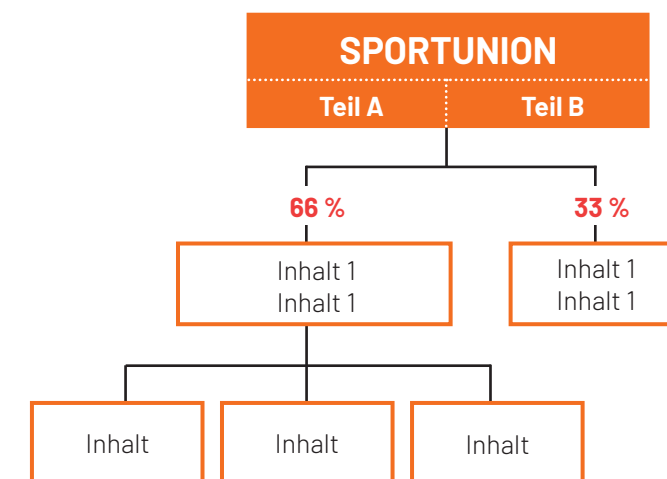 SPORTUNION
Teil A Teil B
66 % 33 %
Inhalt 1
Inhalt 1
Inhalt 1
Inhalt 1
Inhalt Inhalt Inhalt